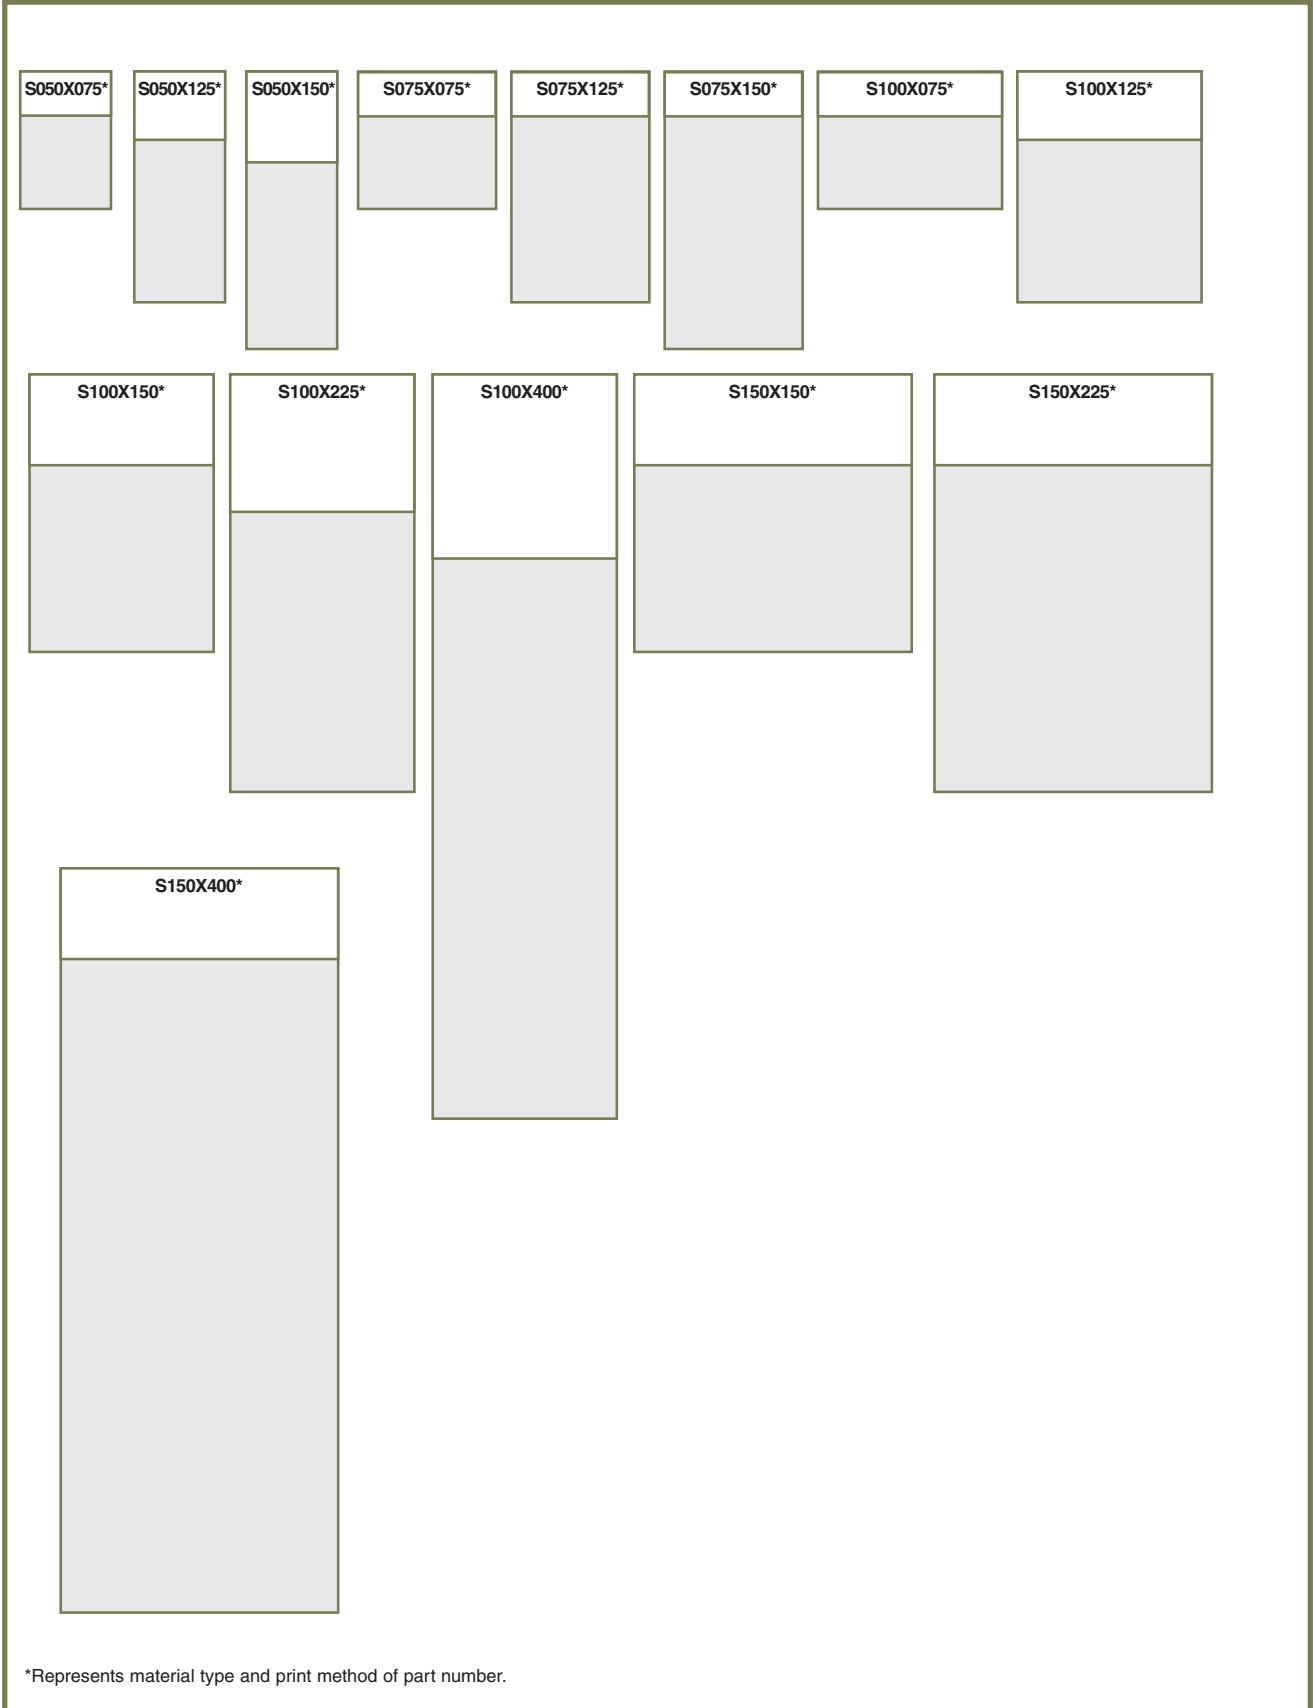 S050X075*
S050X125*
S050X150*
S075X075*
S075X125*
S075X150*
S100X075*
S100X125*
S100X150*
S100X225*
S100X400*
S150X150*
S150X225*
S150X400*
*Represents material type and print method of part number.